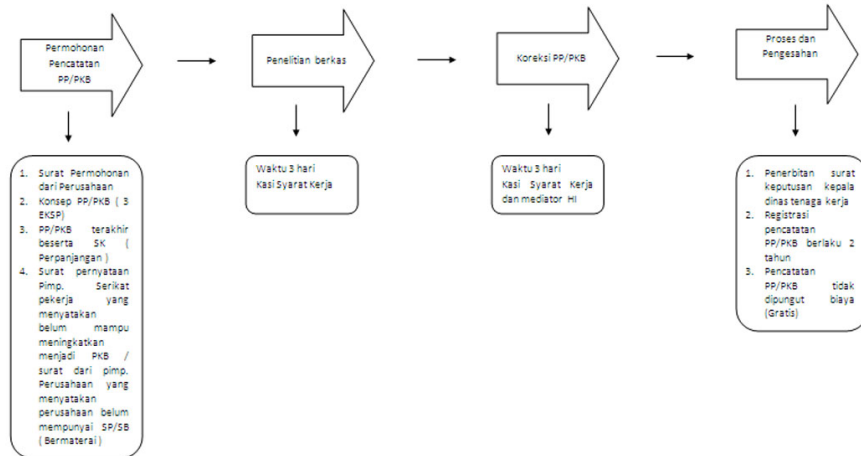 Permohonan
Pencatatan
PP/PKB
Penelitian berkas
Koreksi PP/PKB
Proses dan
Pengesahan
1. Surat Permohonan
dari Perusahaan
2. Konsep PP/PKB ( 3
EKSP)
3. PP/PKB terakhir
beserta SK (
Perpanjangan )
4. Surat pernyataan
Pimp. Serikat
pekerja yang
menyatakan
belum mampu
meningkatkan
menjadi PKB /
surat dari pimp.
Perusahaan yang
menyatakan
perusahaan belum
mempunyai SP/SB
( Bermaterai )
Waktu 3 hari
Kasi Syarat Kerja
Waktu 3 hari
Kasi Syarat Kerja
dan mediator HI
1. Penerbitan surat
keputusan kepala
dinas tenaga kerja
2. Registrasi
pencatatan
PP/PKB berlaku 2
tahun
3. Pencatatan
PP/PKB tidak
dipungut biaya
(Gratis)